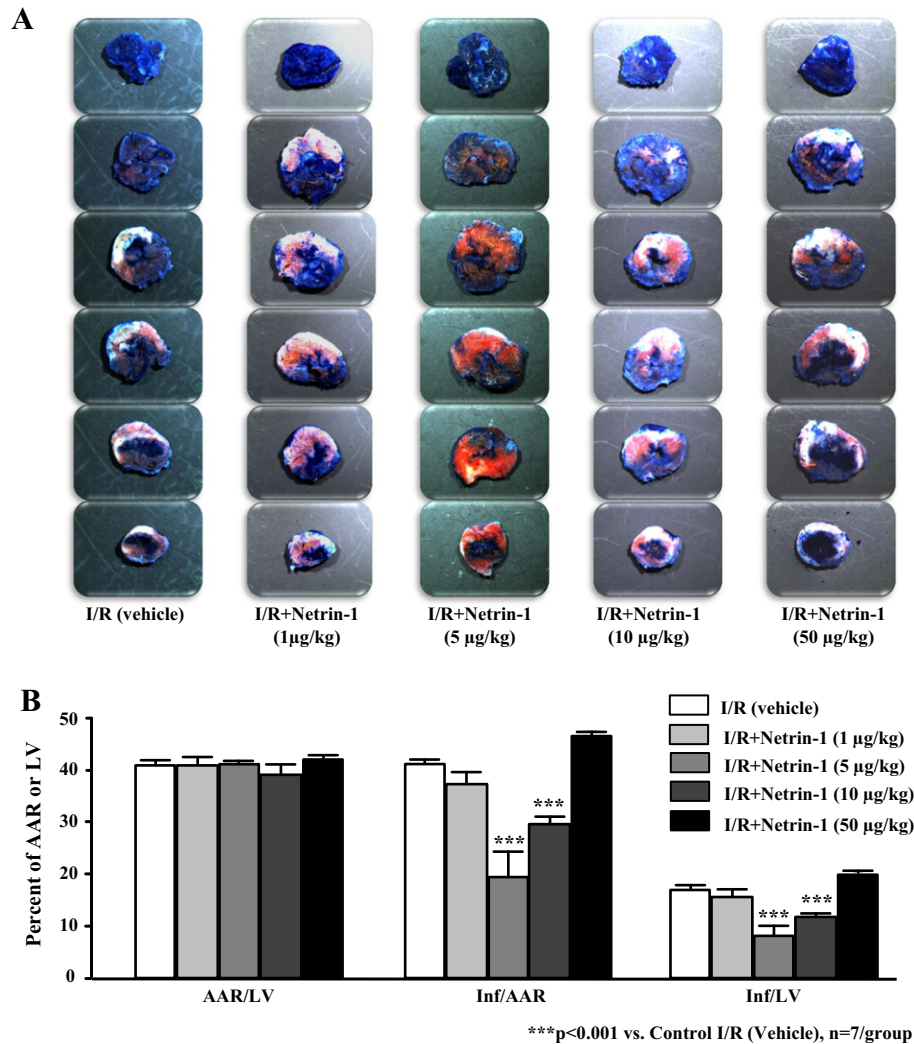 A
I/R (vehicle)
I/R+Netrin-1
(1µg/kg)
I/R+Netrin-1
(5 µg/kg)
I/R+Netrin-1
(10 µg/kg)
I/R+Netrin-1
(50 µg/kg)
B
Percent of AAR or LV
50
40
30
20
10
0
***
***
***
***
I/R (vehicle)
I/R+Netrin-1 (1 µg/kg)
I/R+Netrin-1 (5 µg/kg)
I/R+Netrin-1 (10 µg/kg)
I/R+Netrin-1 (50 µg/kg)
AAR/LV
Inf/AAR
Inf/LV
***p<0.001 vs. Control I/R (Vehicle), n=7/group